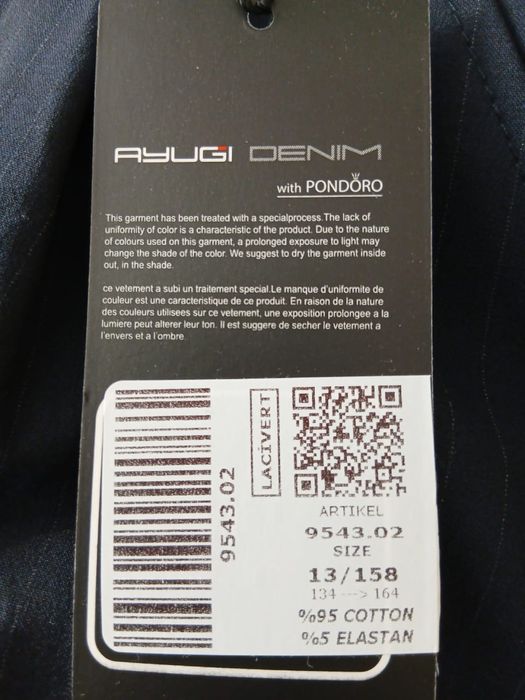 AYUGI DENIM
with PONDORO
This garment has been treated with a specialprocess.The lack of
uniformity of color is a characteristic of the product. Due to the nature
of colours used on this garment, a prolonged exposure to light may
change the shade of the color. We suggest to dry the garment inside
out, in the shade.
ce vetement a subi un traitement special.Le manque d'uniformite de
couleur est une caracteristique de ce produit. En raison de la nature
des couleurs utilisees sur ce vetement, une exposition prolongee a la
lumiere peut alterer leur ton. Il est suggere de secher le vetement a
l'envers et a l'ombre.
9543.02
LACİVERT
ARTIKEL
9543.02
SIZE
13/158
134 ---> 164
%95 COTTON
%5 ELASTAN